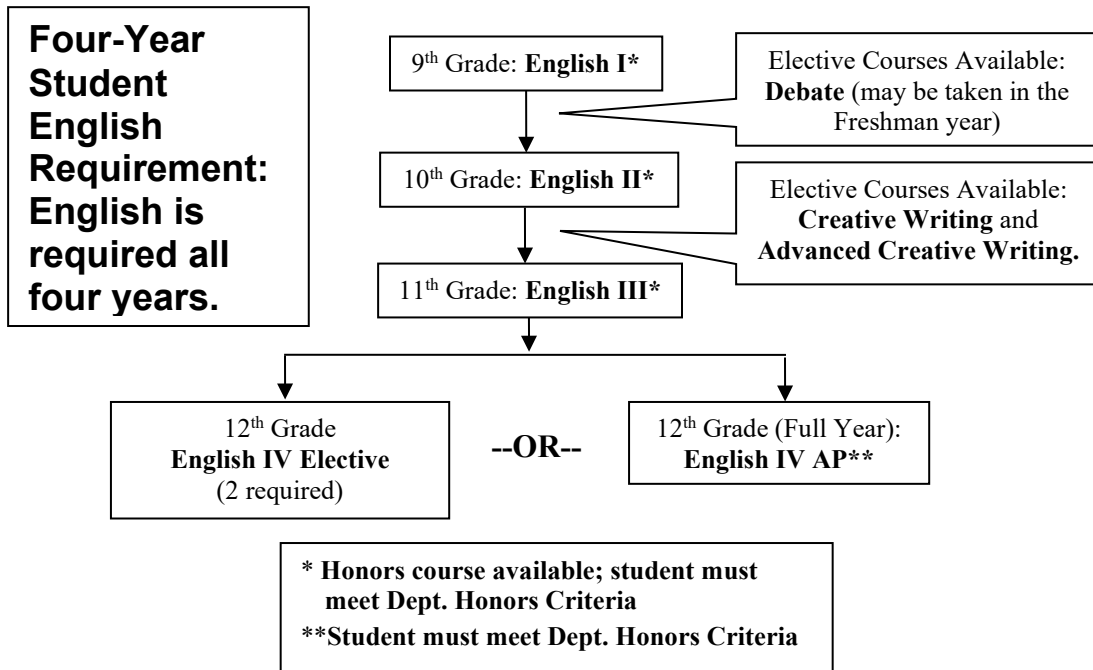 Four-Year
Student
English
Requirement:
English is
required all
four years.
9th Grade: English I*
Elective Courses Available:
Debate (may be taken in the
Freshman year)
10th Grade: English II*
Elective Courses Available:
Creative Writing and
Advanced Creative Writing.
11th Grade: English III*
12th Grade
English IV Elective
(2 required)
--OR--
12th Grade (Full Year):
English IV AP**
* Honors course available; student must
meet Dept. Honors Criteria
**Student must meet Dept. Honors Criteria